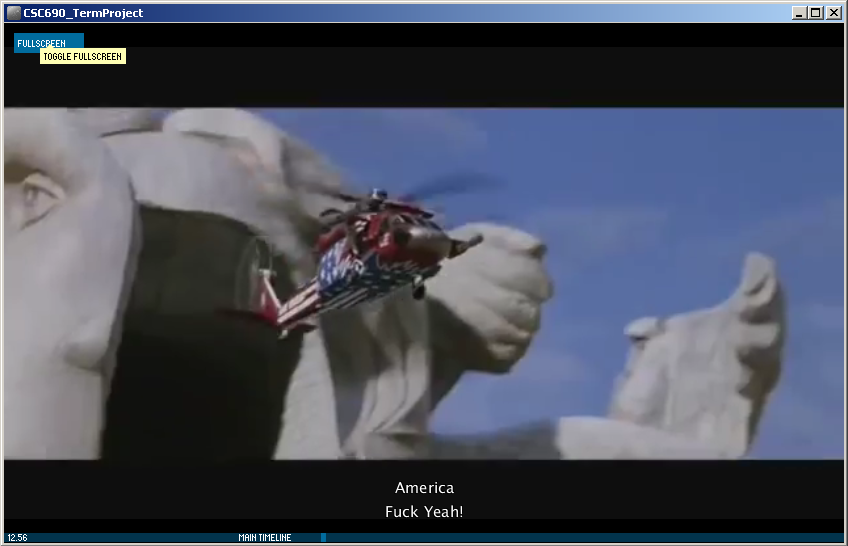 CSC690_TermProject
FULLSCREEN
TOGGLE FULLSCREEN
America
Fuck Yeah!
12.56
MAIN TIMELINE